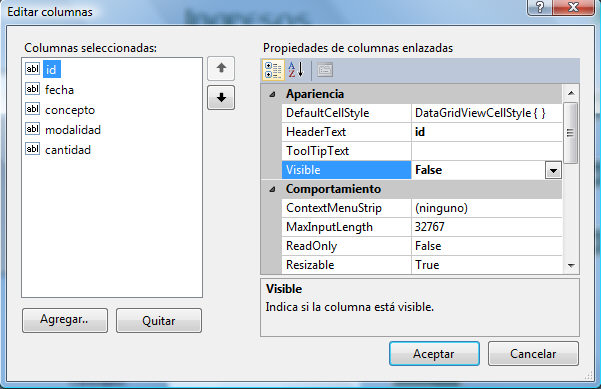 Editar columnas
Ingresos
Columnas seleccionadas:
abl id
abl fecha
abl concepto
abl modalidad
abl cantidad
Agregar..
Quitar
Propiedades de columnas enlazadas
A
Z
Apariencia
DefaultCellStyle DataGridViewCellStyle { }
HeaderText id
ToolTipText
Visible False
Comportamiento
ContextMenuStrip (ninguno)
MaxInputLength 32767
ReadOnly False
Resizable True
Visible
Indica si la columna está visible.
Aceptar
Cancelar